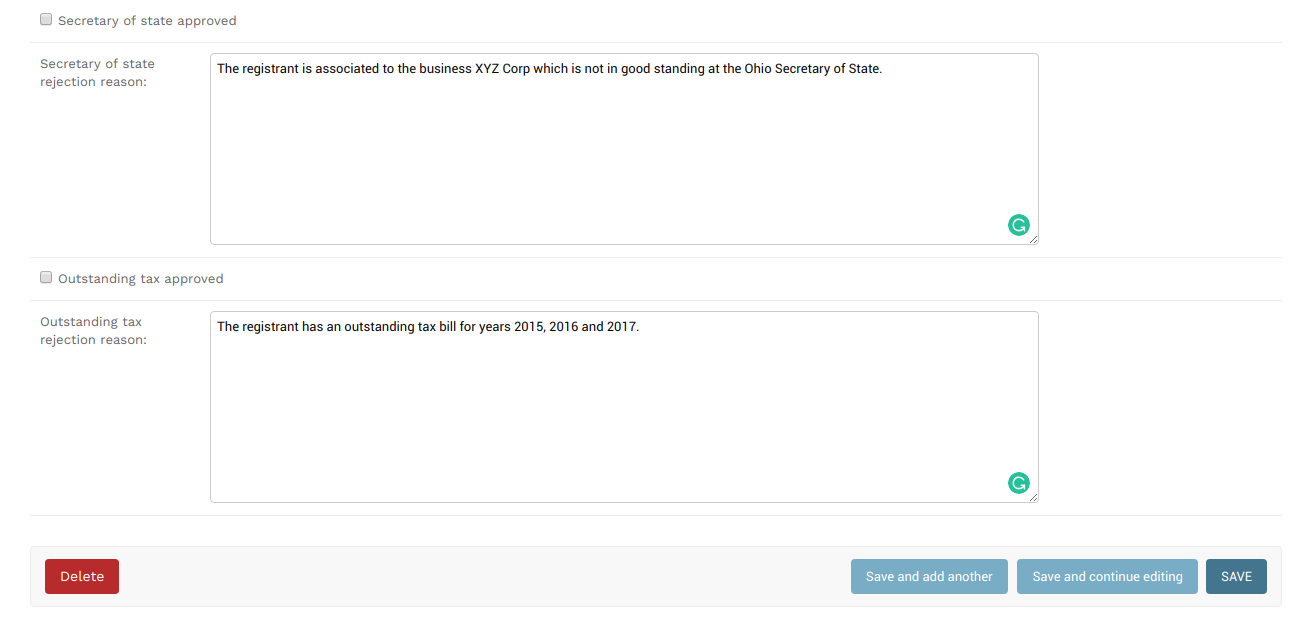 Secretary of state approved
Secretary of state
rejection reason:
The registrant is associated to the business XYZ Corp which is not in good standing at the Ohio Secretary of State.
Outstanding tax approved
Outstanding tax
rejection reason:
The registrant has an outstanding tax bill for years 2015, 2016 and 2017.
Delete
Save and add another
Save and continue editing
SAVE